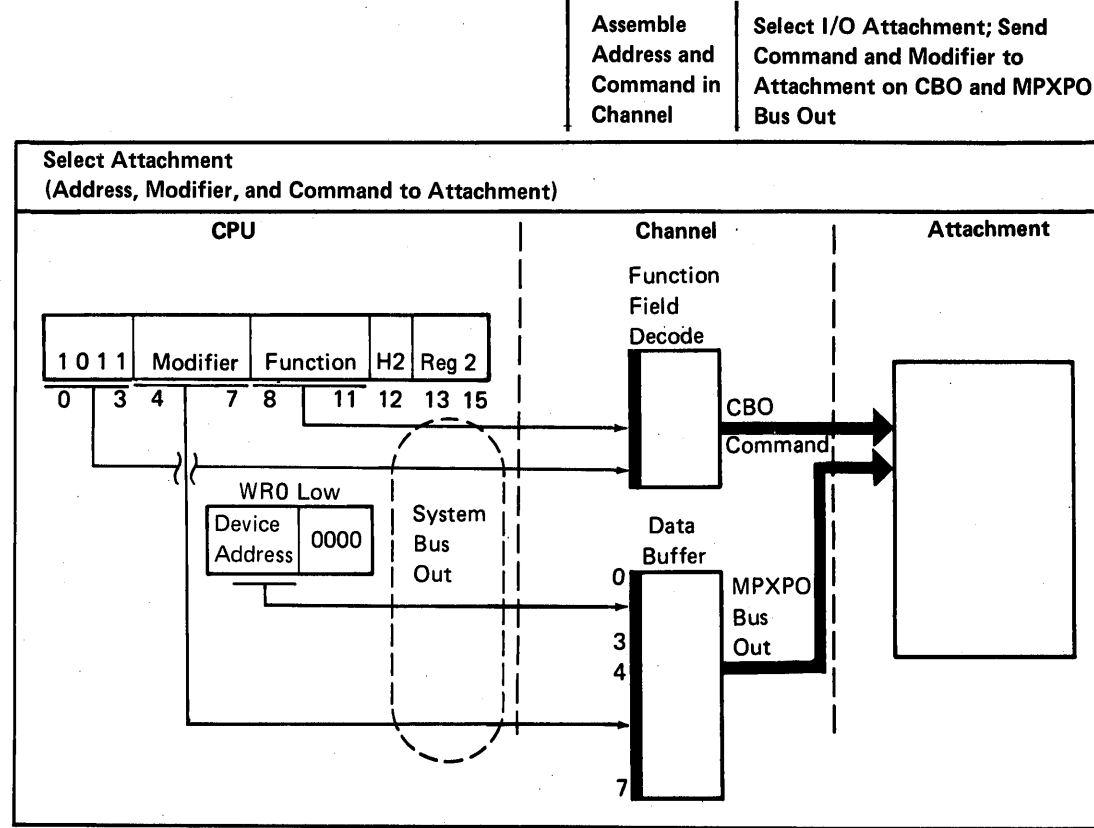 Assemble
Address and
Command in
Channel
Select I/O Attachment; Send
Command and Modifier to
Attachment on CBO and MPXPO
Bus Out
Select Attachment
(Address, Modifier, and Command to Attachment)
CPU
Channel
Attachment
Function
Field
Decode
1 0 1 1 Modifier Function H2 Reg 2
0 3 4 7 8 11 12 13 15
CBO
Command
WR0 Low
Device
Address
0000
System
Bus
Out
Data
Buffer
0
3
4
7
MPXPO
Bus
Out